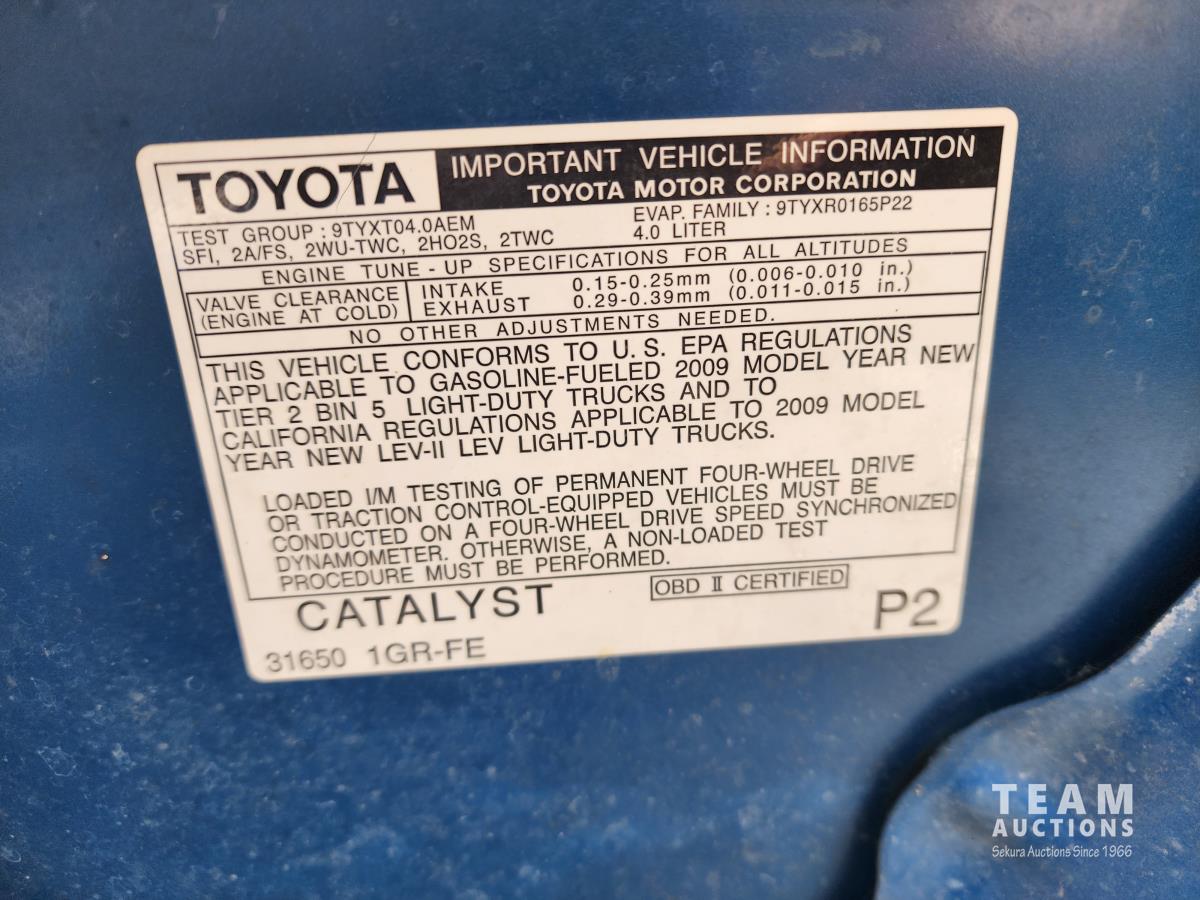 TOYOTA
IMPORTANT VEHICLE INFORMATION
TOYOTA MOTOR CORPORATION
TEST GROUP : 9TYXT04.0AEM EVAP. FAMILY : 9TYXR0165P22
SFI, 2A/FS, 2WU-TWC, 2HO2S, 2TWC 4.0 LITER
ENGINE TUNE - UP SPECIFICATIONS FOR ALL ALTITUDES
VALVE CLEARANCE
(ENGINE AT COLD)
INTAKE 0.15-0.25mm (0.006-0.010 in.)
EXHAUST 0.29-0.39mm (0.011-0.015 in.)
NO OTHER ADJUSTMENTS NEEDED.
THIS VEHICLE CONFORMS TO U.S. EPA REGULATIONS
APPLICABLE TO GASOLINE-FUELED 2009 MODEL YEAR NEW
TIER 2 BIN 5 LIGHT-DUTY TRUCKS AND TO
CALIFORNIA REGULATIONS APPLICABLE TO 2009 MODEL
YEAR NEW LEV-II LEV LIGHT-DUTY TRUCKS.
LOADED I/M TESTING OF PERMANENT FOUR-WHEEL DRIVE
OR TRACTION CONTROL-EQUIPPED VEHICLES MUST BE
CONDUCTED ON A FOUR-WHEEL DRIVE SPEED SYNCHRONIZED
DYNAMOMETER. OTHERWISE, A NON-LOADED TEST
PROCEDURE MUST BE PERFORMED.
CATALYST
OBD II CERTIFIED
31650 1GR-FE
P2
TEAM
AUCTIONS
Sekura Auctions Since 1966